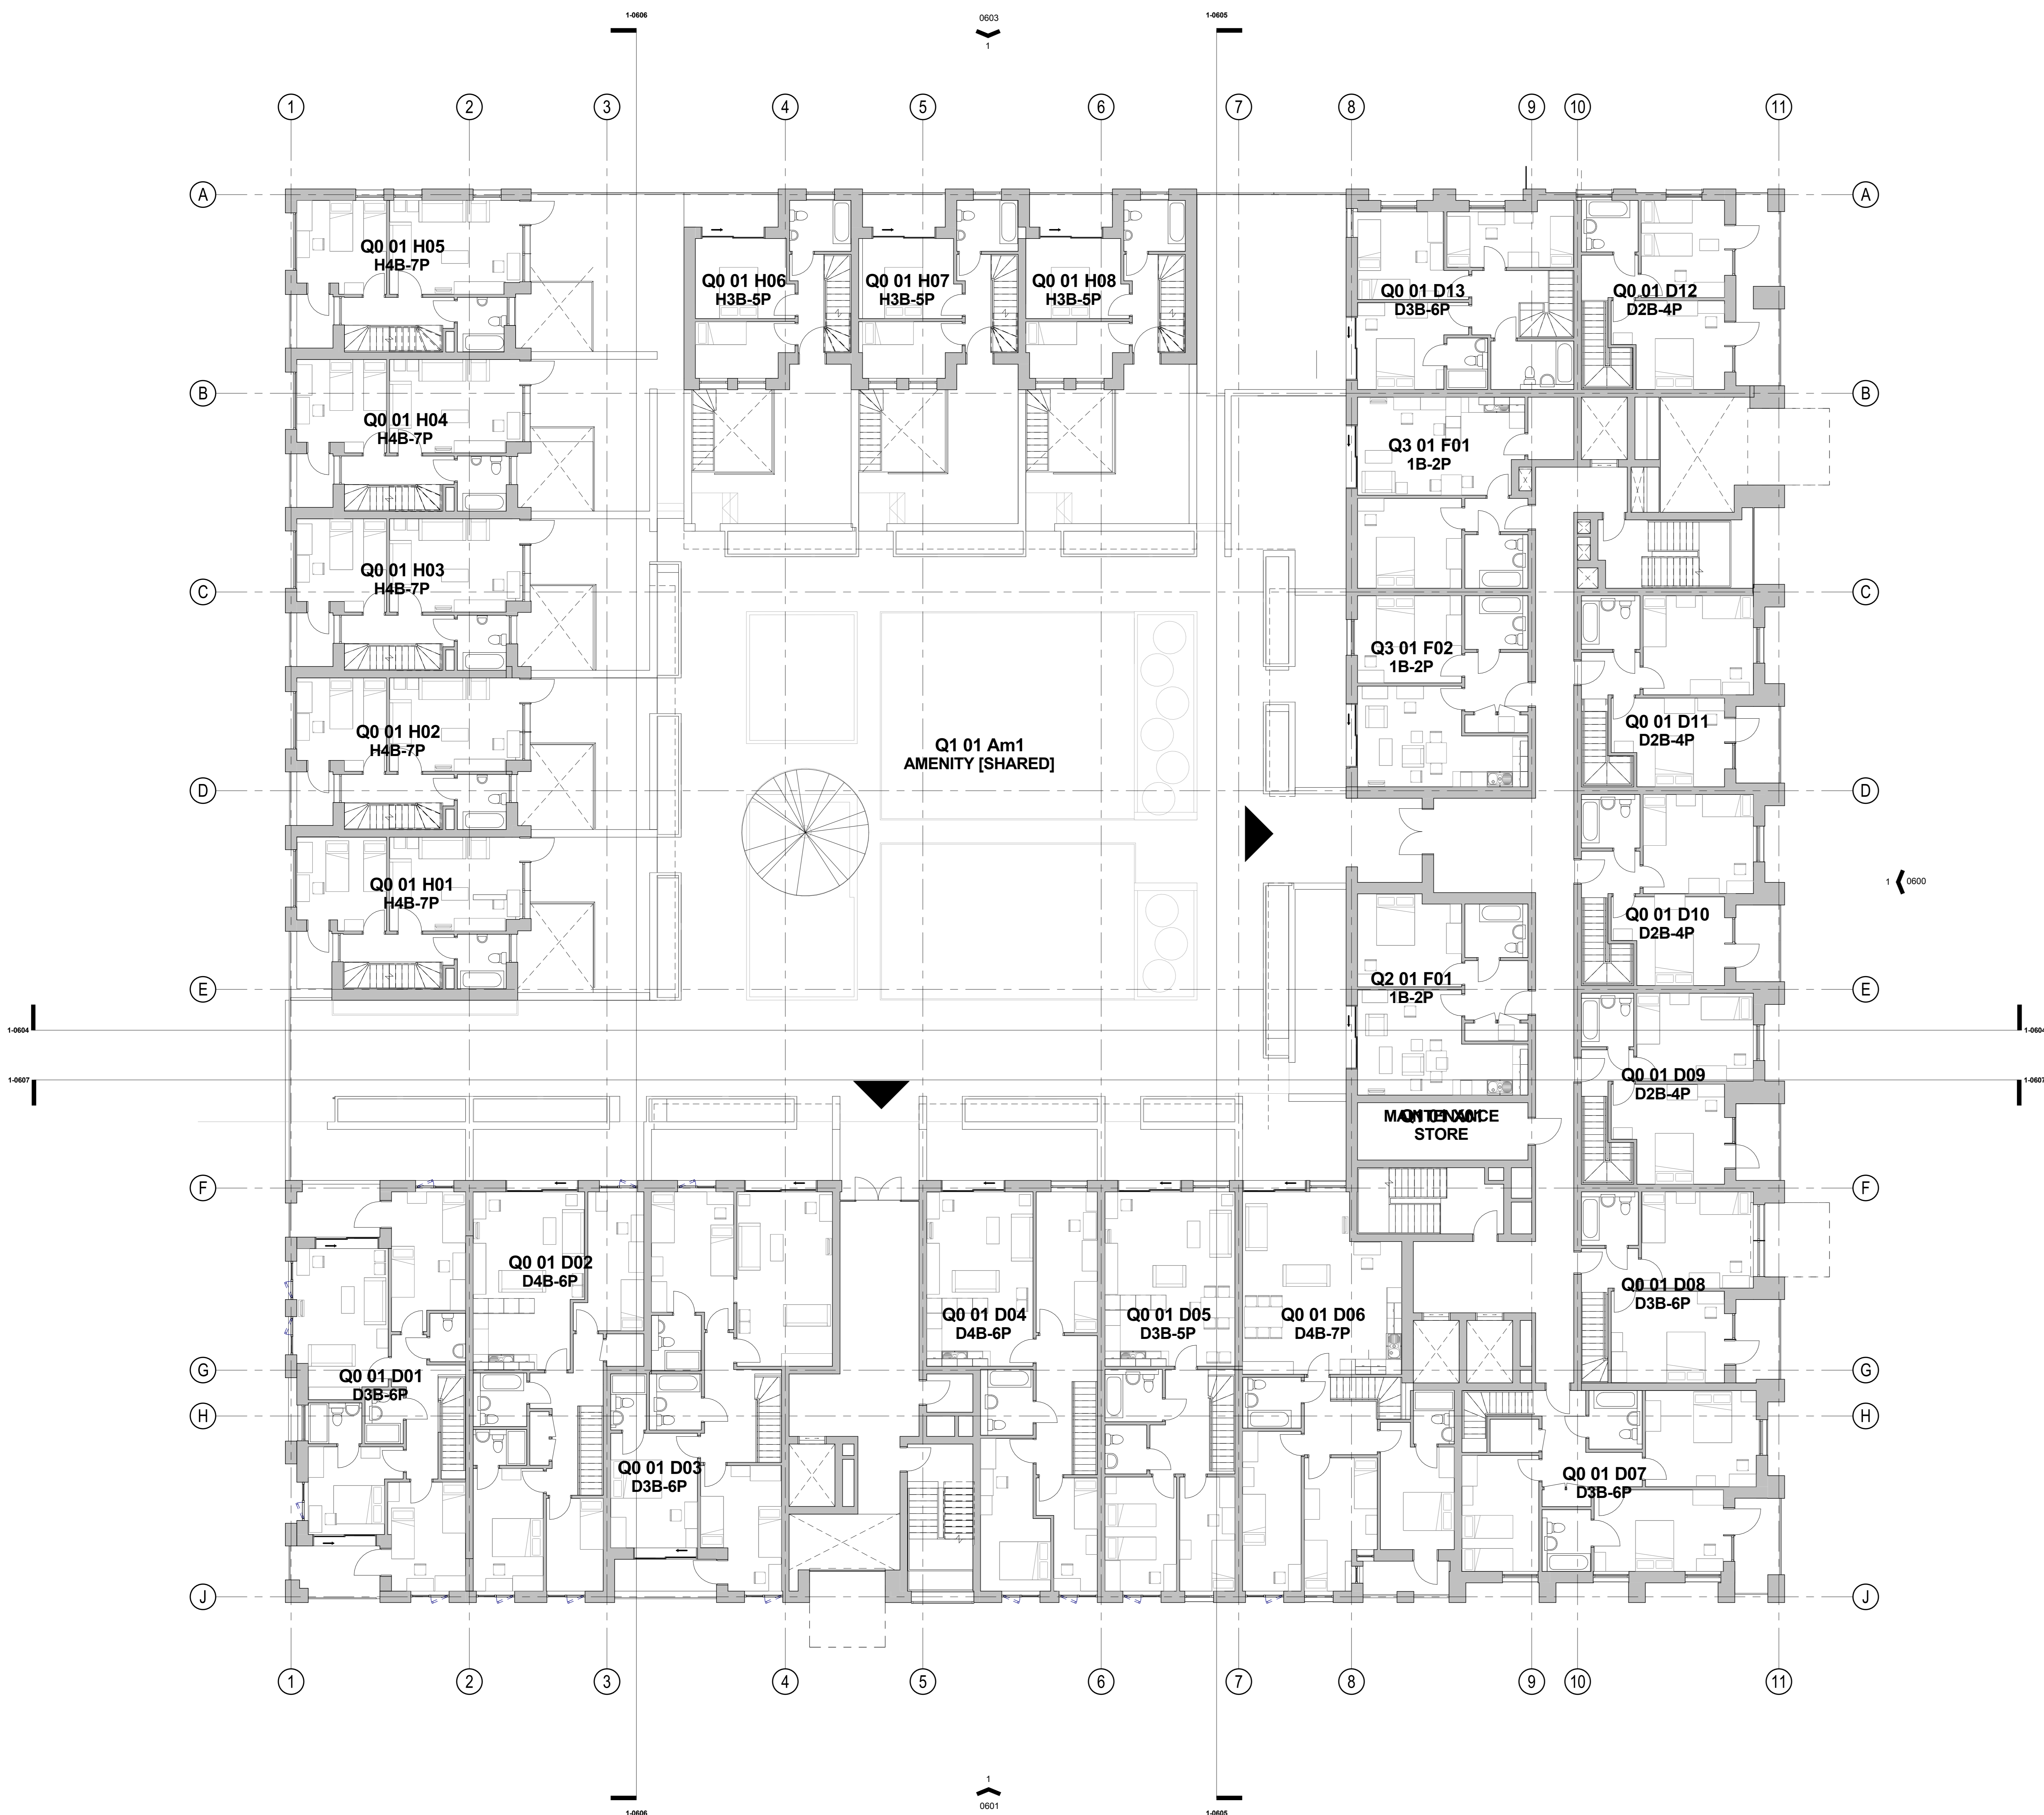 1-0606
0603
1-0605
1
1 2 3 4 5 6 7 8 9 10 11
A A
Q0 01 H05
H4B-7P
Q0 01 H06
H3B-5P
Q0 01 H07
H3B-5P
Q0 01 H08
H3B-5P
Q0 01 D13
D3B-6P
Q0 01 D12
D2B-4P
B B
Q0 01 H04
H4B-7P
Q3 01 F01
1B-2P
Q0 01 H03
H4B-7P
C C
Q3 01 F02
1B-2P
Q0 01 H02
H4B-7P
Q1 01 Am1
AMENITY [SHARED]
Q0 01 D11
D2B-4P
D D
Q0 01 H01
H4B-7P
1 0600
Q0 01 D10
D2B-4P
E E
Q2 01 F01
1B-2P
1-0604 1-0604
1-0607 1-0607
Q0 01 D09
D2B-4P
MAINTENANCE
STORE
F F
Q0 01 D02
D4B-6P
Q0 01 D04
D4B-6P
Q0 01 D05
D3B-5P
Q0 01 D06
D4B-7P
Q0 01 D08
D3B-6P
G G
Q0 01 D01
D3B-6P
H H
Q0 01 D03
D3B-6P
Q0 01 D07
D3B-6P
J J
1 2 3 4 5 6 7 8 9 10 11
1
0601
1-0606
1-0605